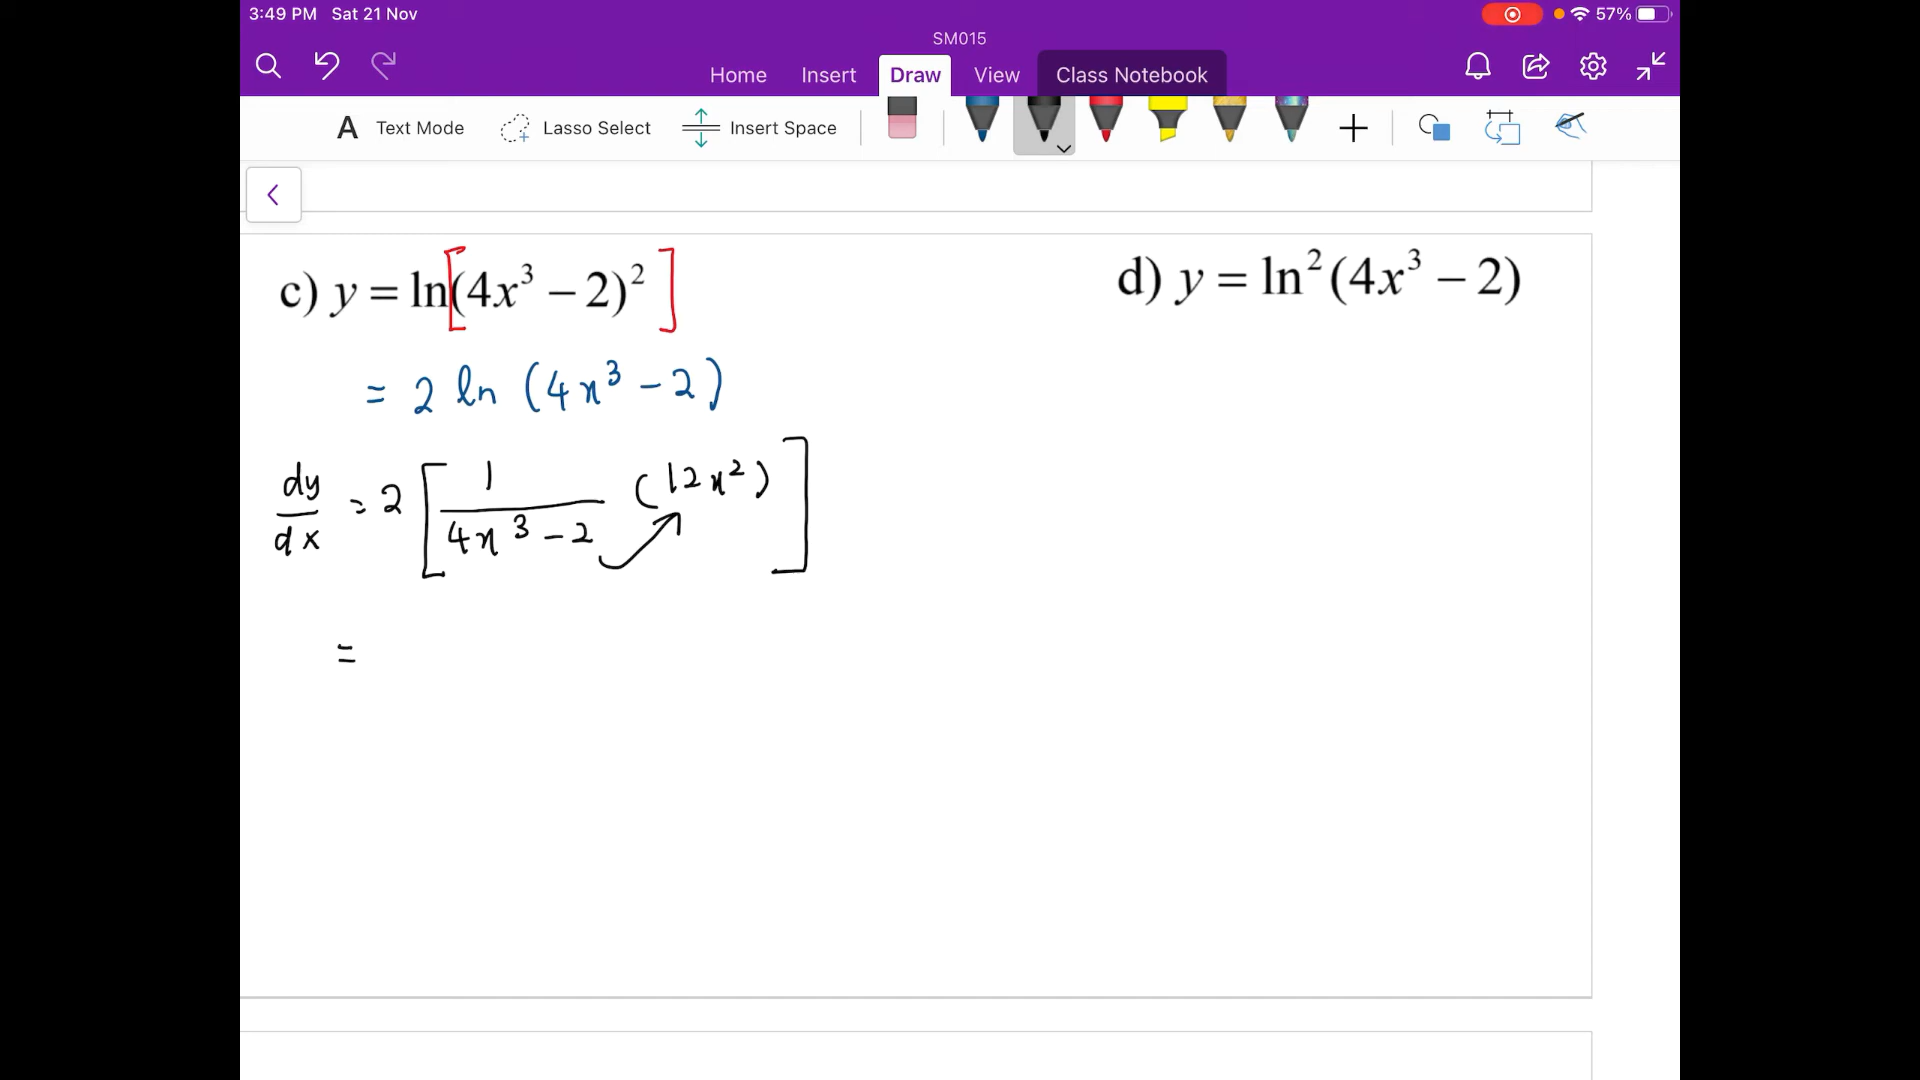 3:49 PM Sat 21 Nov 57%
SM015
Home Insert Draw View Class Notebook
A Text Mode Lasso Select Insert Space
c) y = ln[(4x³ − 2)²] d) y = ln²(4x³ − 2)
= 2 ln (4x³ − 2)
dy/dx = 2 [ 1/(4x³ − 2) (12x²) ]
=